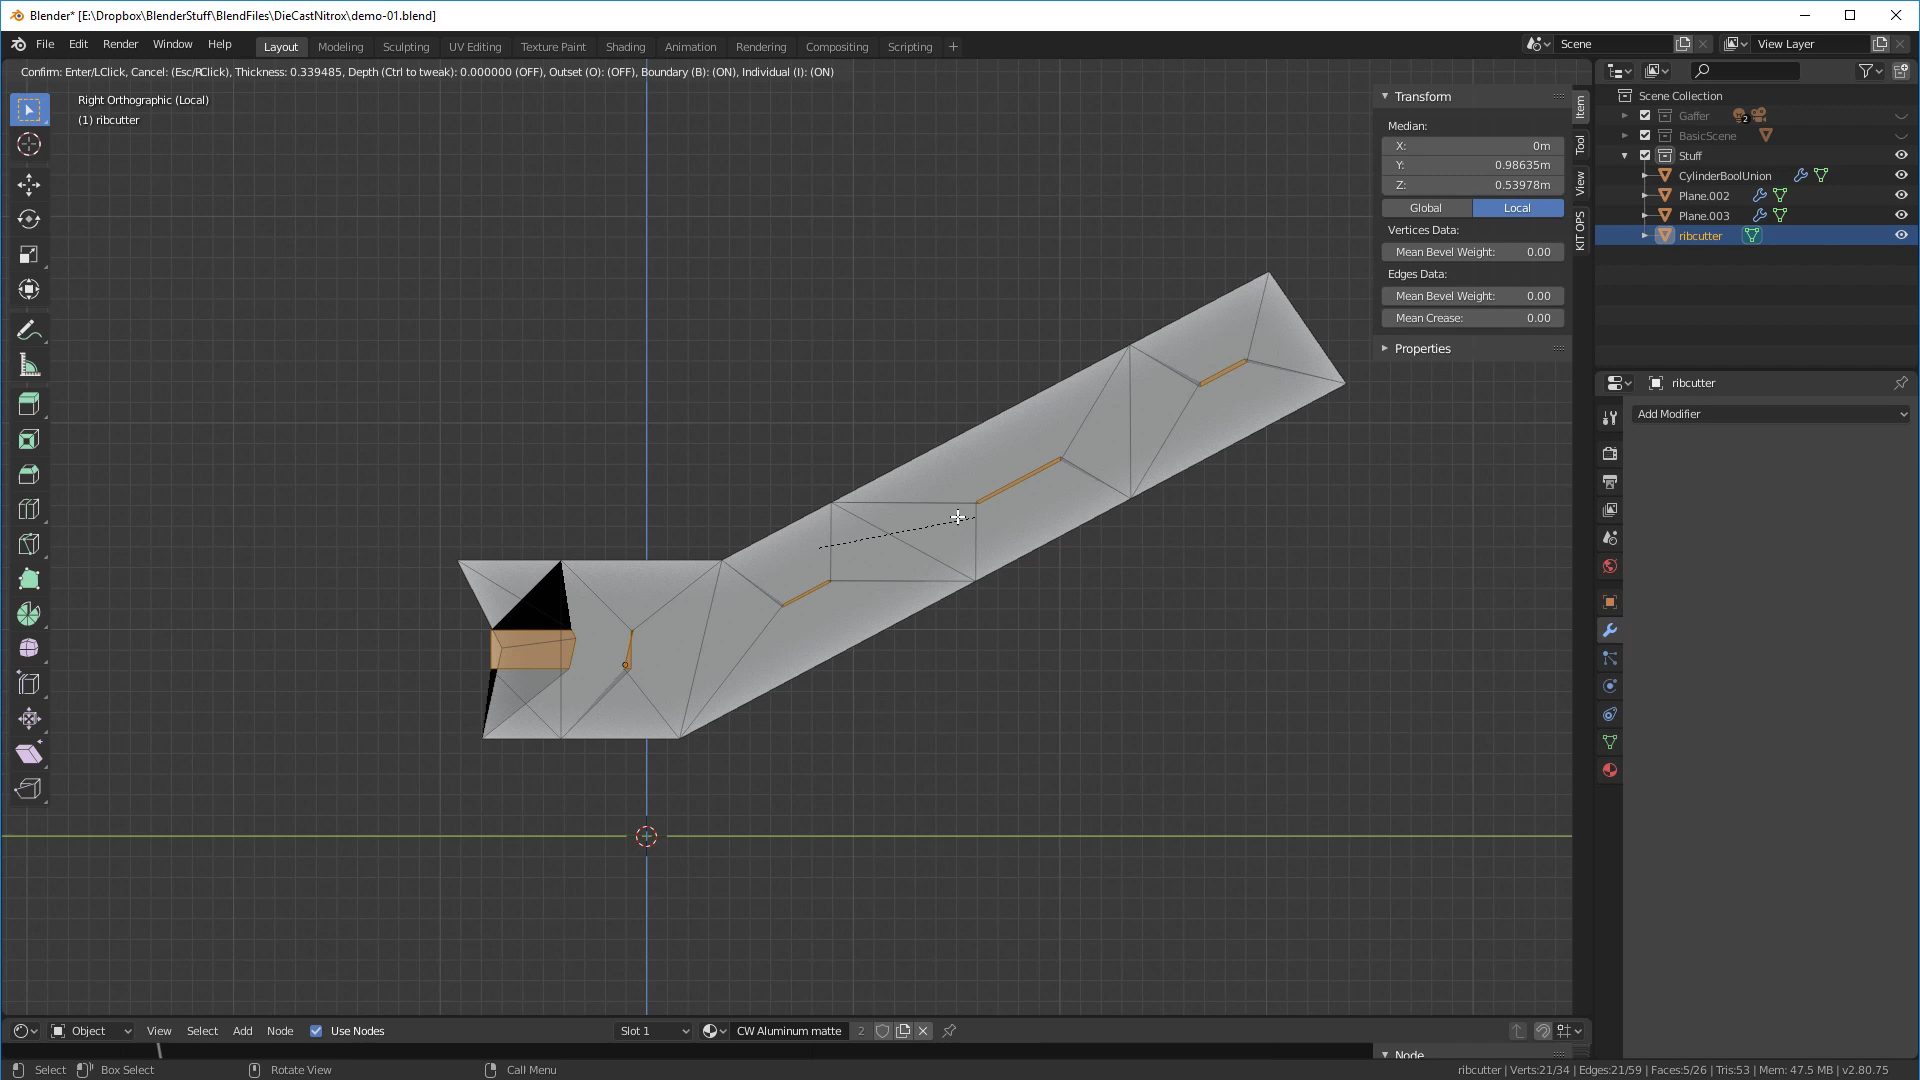 Blender* [E:\Dropbox\BlenderStuff\BlendFiles\DieCastNitrox\demo-01.blend]
File Edit Render Window Help Layout Modeling Sculpting UV Editing Texture Paint Shading Animation Rendering Compositing Scripting + Scene View Layer
Confirm: Enter/LClick, Cancel: (Esc/RClick), Thickness: 0.339485, Depth (Ctrl to tweak): 0.000000 (OFF), Outset (O): (OFF), Boundary (B): (ON), Individual (I): (ON)
Right Orthographic (Local)
(1) ribcutter
Transform
Median:
X: 0m
Y: 0.98635m
Z: 0.53978m
Global Local
Vertices Data:
Mean Bevel Weight: 0.00
Edges Data:
Mean Bevel Weight: 0.00
Mean Crease: 0.00
Properties
Item
Tool
View
KIT OPS
Scene Collection
Gaffer 2
BasicScene
Stuff
CylinderBoolUnion
Plane.002
Plane.003
ribcutter
ribcutter
Add Modifier
Object View Select Add Node Use Nodes Slot 1 CW Aluminum matte 2
Node
Select Box Select Rotate View Call Menu ribcutter | Verts:21/34 | Edges:21/59 | Faces:5/26 | Tris:53 | Mem: 47.5 MB | v2.80.75